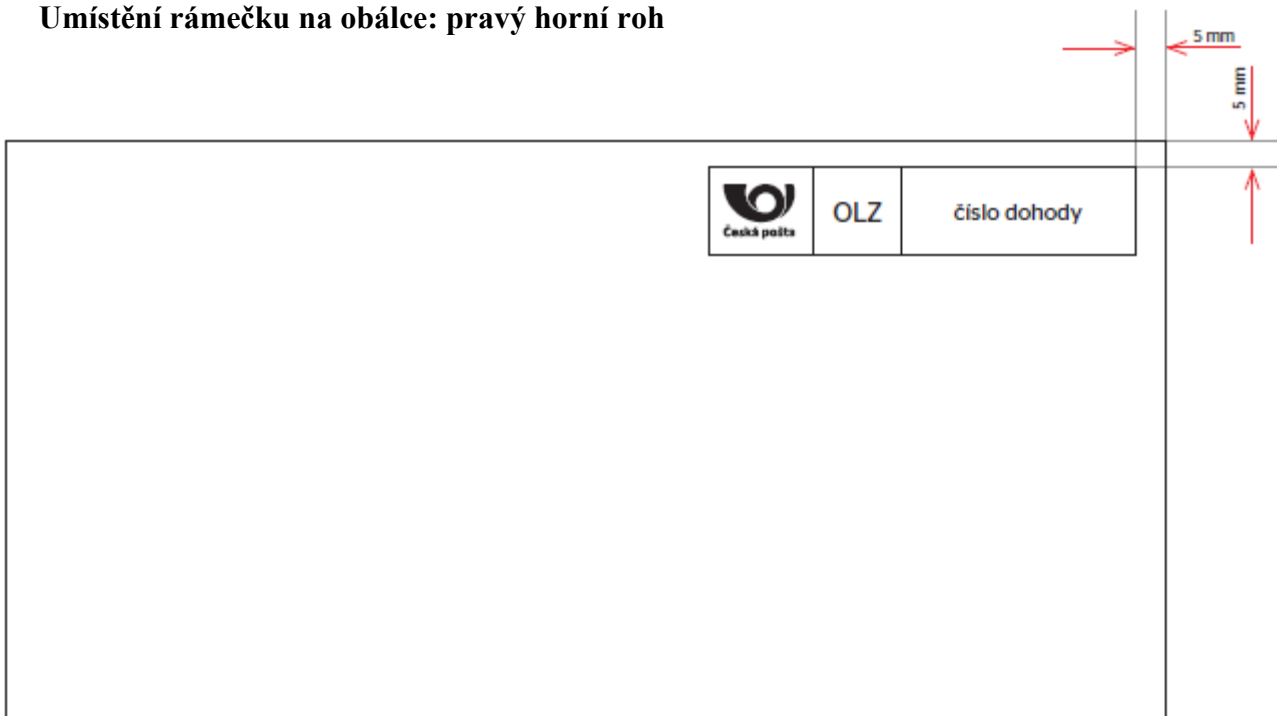 Umístění rámečku na obálce: pravý horní roh
5 mm
5 mm
Česká pošta
OLZ
číslo dohody